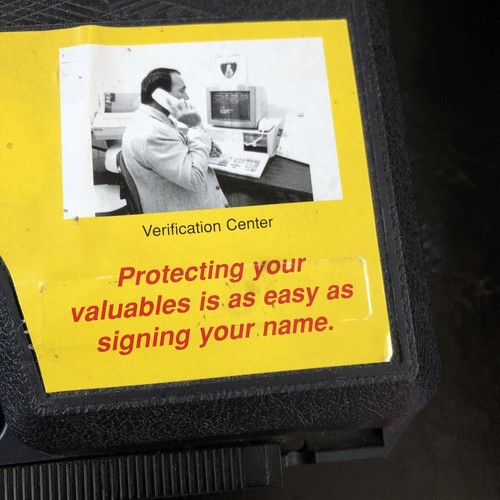 Verification Center
Protecting your
valuables is as easy as
signing your name.